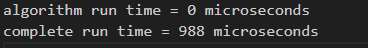 algorithm run time = 0 microseconds
complete run time = 988 microseconds